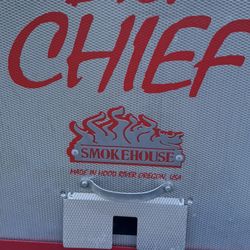 CHIEF
SMOKEHOUSE
MADE IN HOOD RIVER OREGON, USA